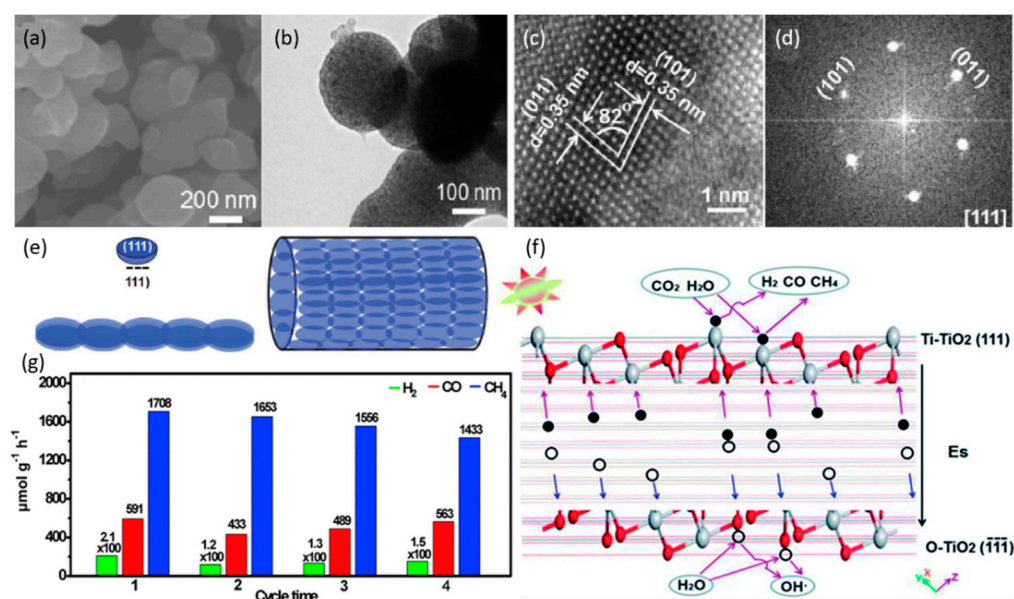 (a)
200 nm
(b)
100 nm
(c)
(011)
d=0.35 nm
82°
(101)
d=0.35 nm
1 nm
(d)
(101)
(011)
[111]
(e)
(111)
111)
(f)
CO₂ H₂O
H₂ CO CH₄
Ti-TiO2 (111)
Es
O-TiO2 (1̅1̅1̅)
H₂O
OH·
Y X Z
(g)
H₂ CO CH₄
μmol g⁻¹ h⁻¹
2000
1600
1200
800
400
0
2.1
x100
591
1708
1.2
x100
433
1653
1.3
x100
489
1556
1.5
x100
563
1433
1 2 3 4
Cycle time